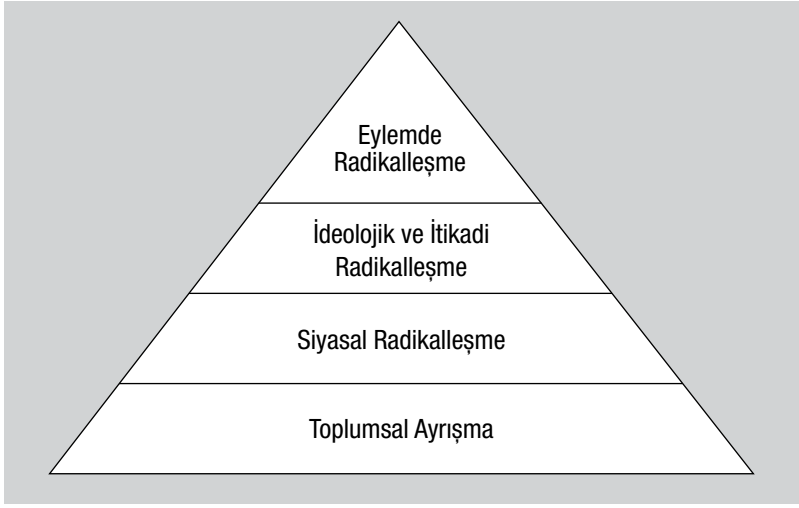 Eylemde
Radikalleşme
İdeolojik ve İtikadi
Radikalleşme
Siyasal Radikalleşme
Toplumsal Ayrışma